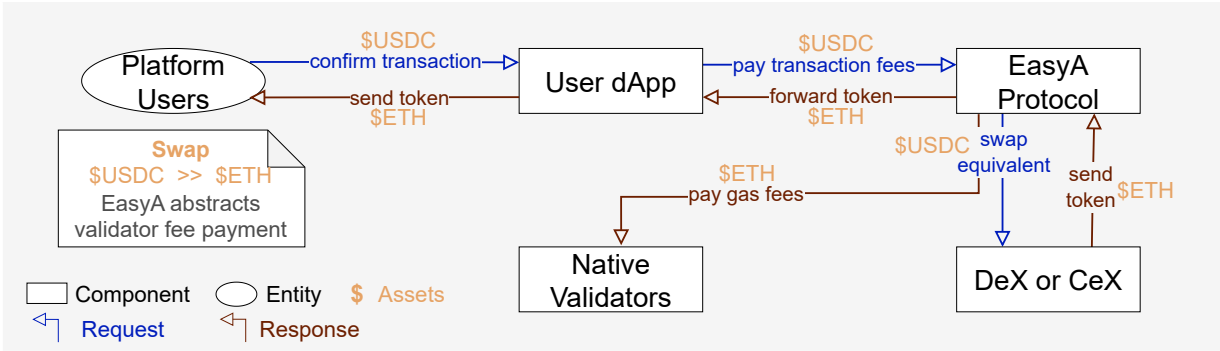 Platform
Users
$USDC
confirm transaction
send token
$ETH
User dApp
$USDC
pay transaction fees
forward token
$ETH
EasyA
Protocol
Swap
$USDC >> $ETH
EasyA abstracts
validator fee payment
$USDC
swap
equivalent
$ETH
pay gas fees
send
token
$ETH
Native
Validators
DeX or CeX
Component
Entity
$ Assets
Request
Response